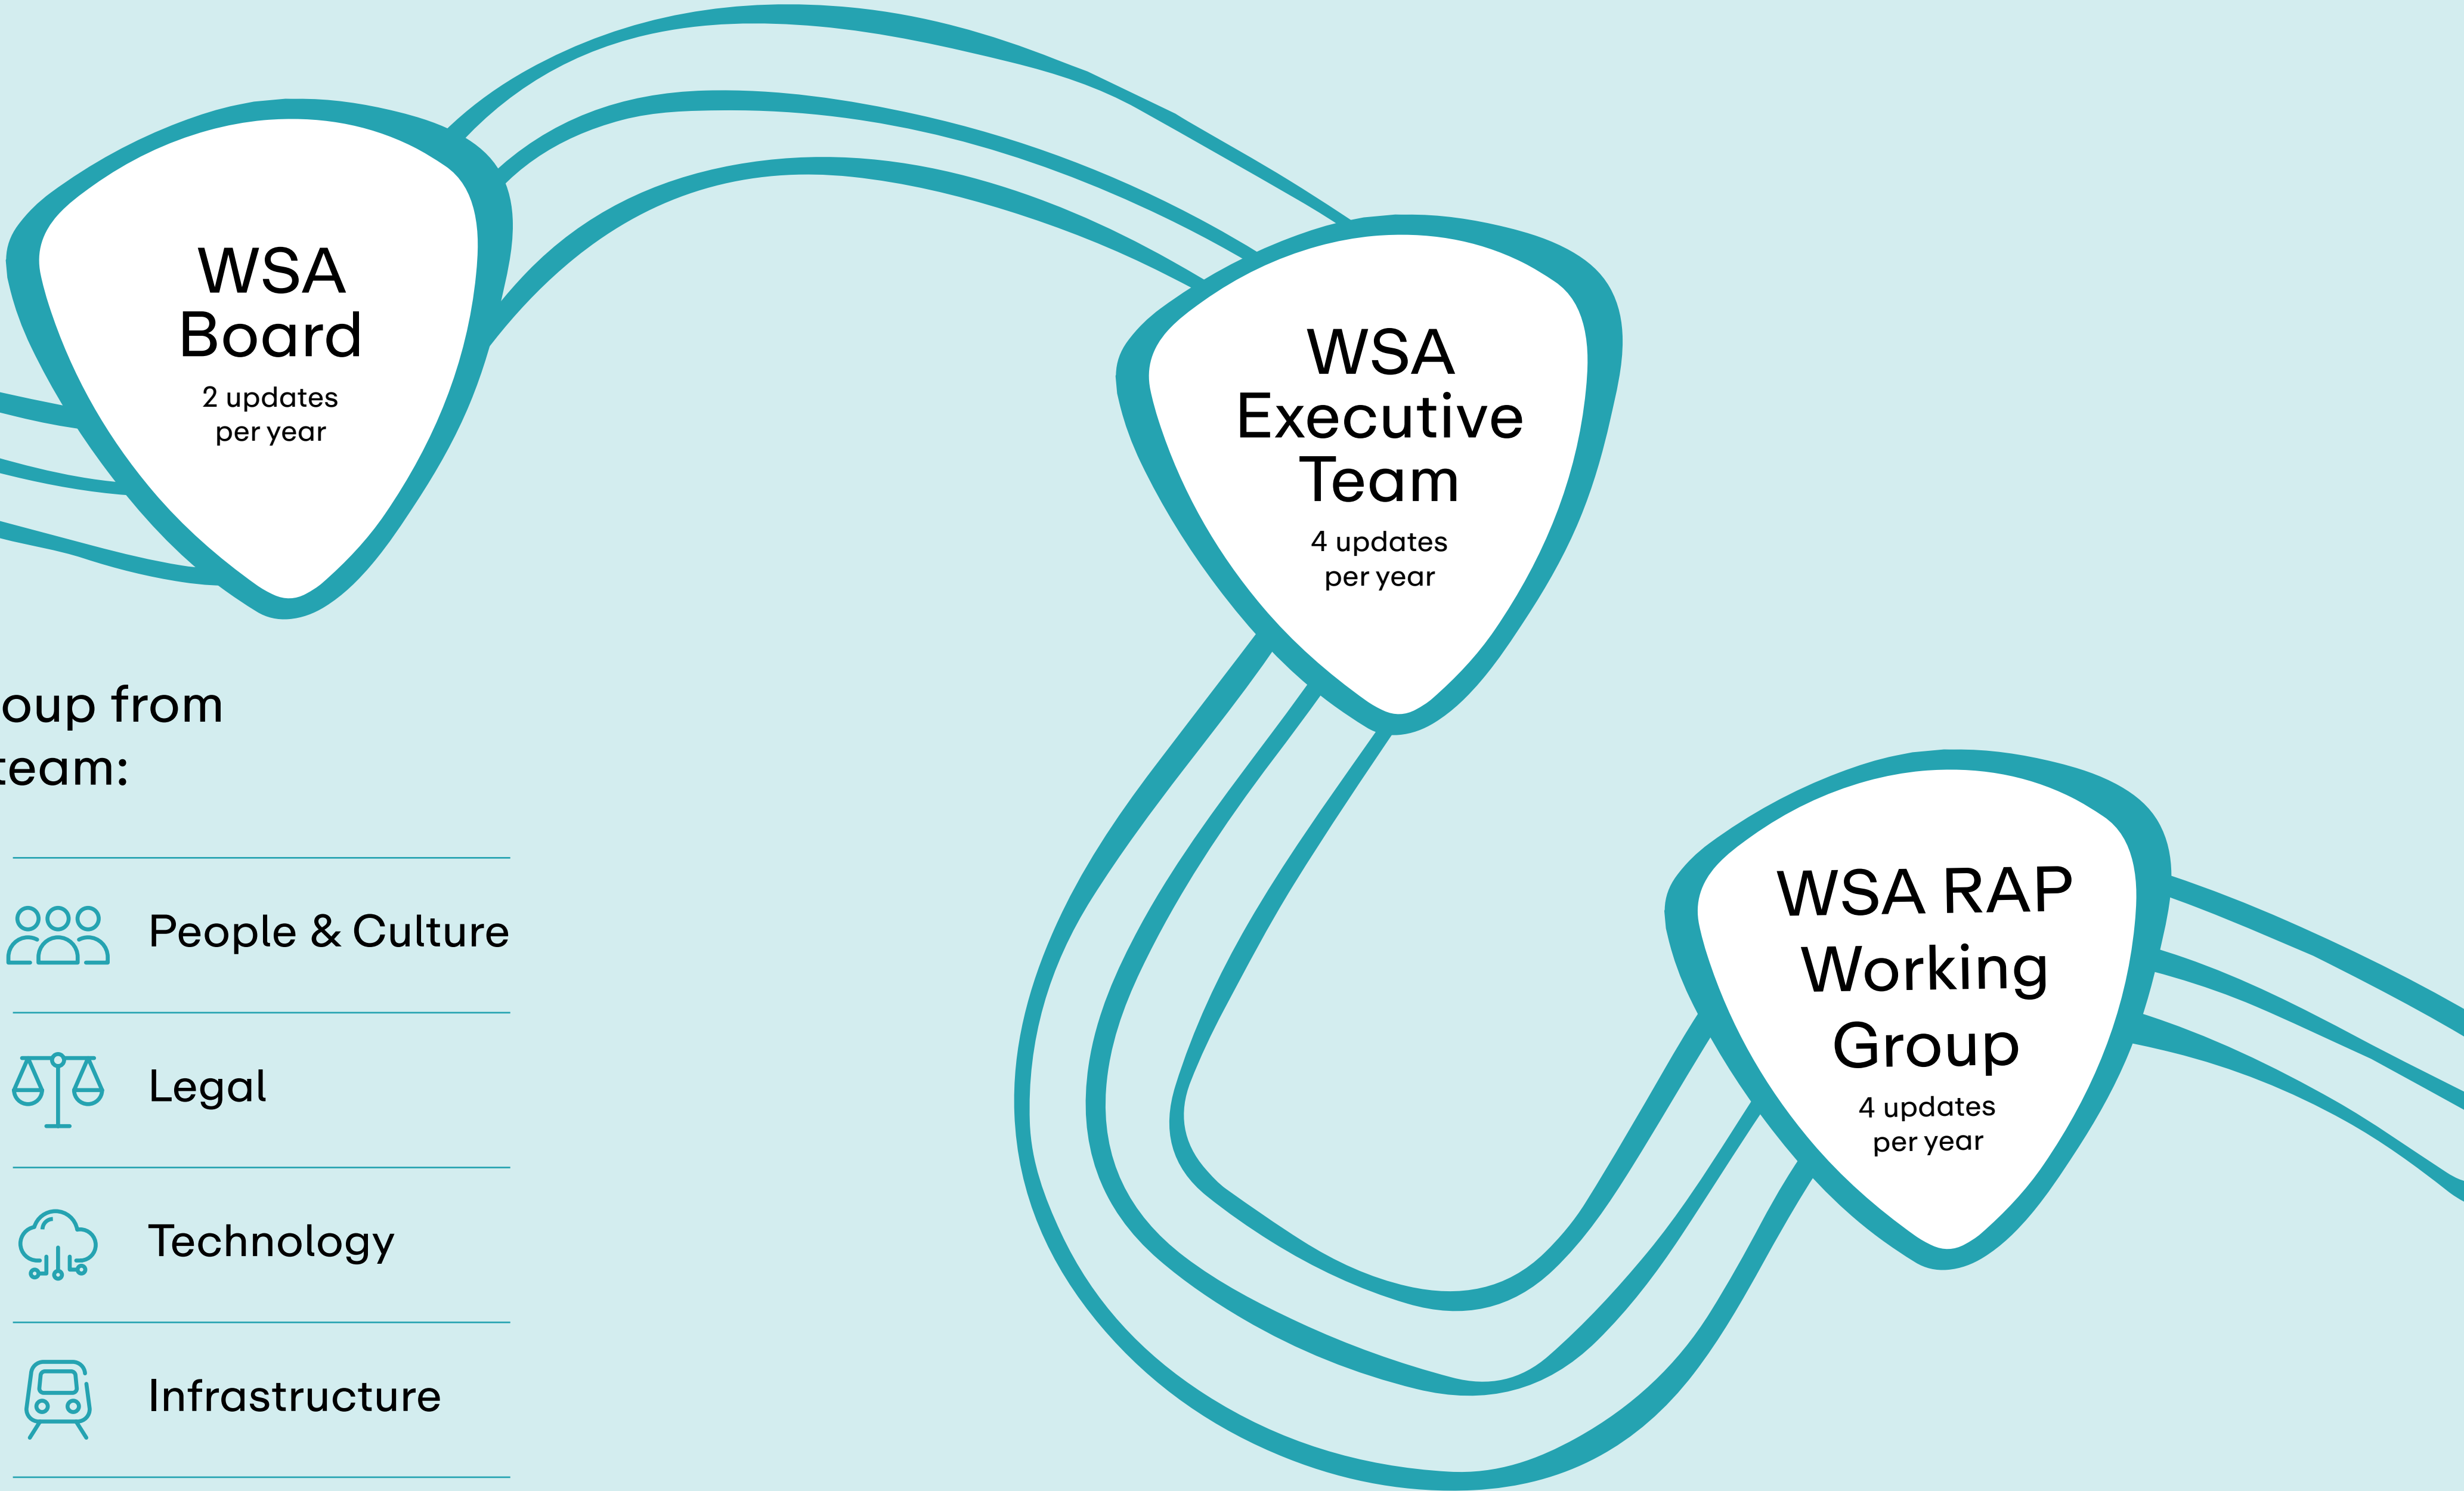 WSA
Board
2 updates
per year
WSA
Executive
Team
4 updates
per year
WSA RAP
Working
Group
4 updates
per year
oup from
team:
People & Culture
Legal
Technology
Infrastructure